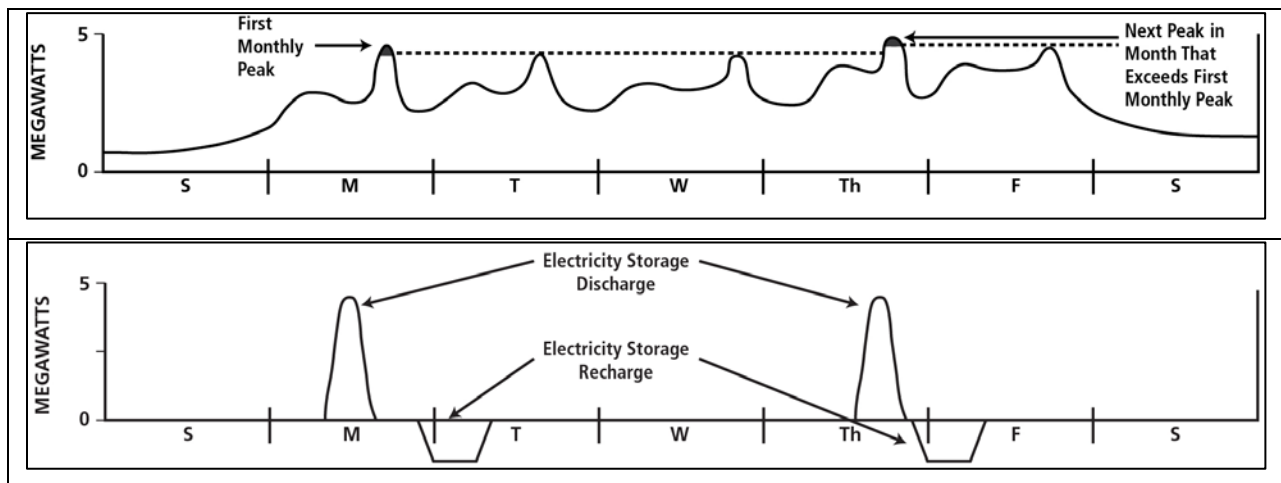 First
Monthly
Peak
Next Peak in
Month That
Exceeds First
Monthly Peak
MEGAWATTS
5
0
S M T W Th F S
Electricity Storage
Discharge
Electricity Storage
Recharge
MEGAWATTS
5
0
S M T W Th F S